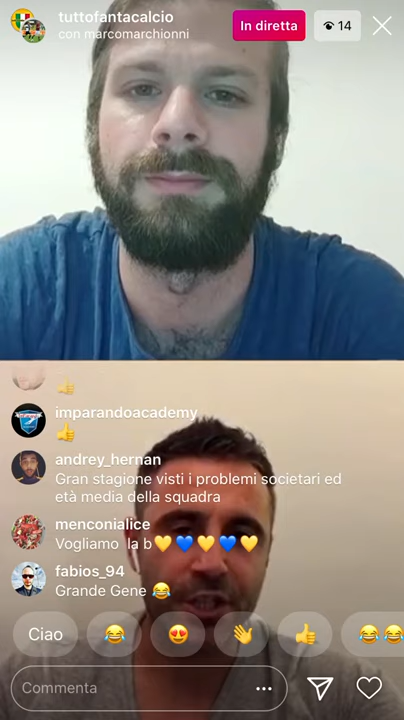 tuttofantacalcio
con marcomarchionni
In diretta
14
👍
imparandoacademy
👍
andrey_hernan
Gran stagione visti i problemi societari ed
età media della squadra
menconialice
Vogliamo la b💛💙💛💙💛
fabios_94
Grande Gene 😂
Ciao 😂 😍 👋 👍 😂😂
Commenta